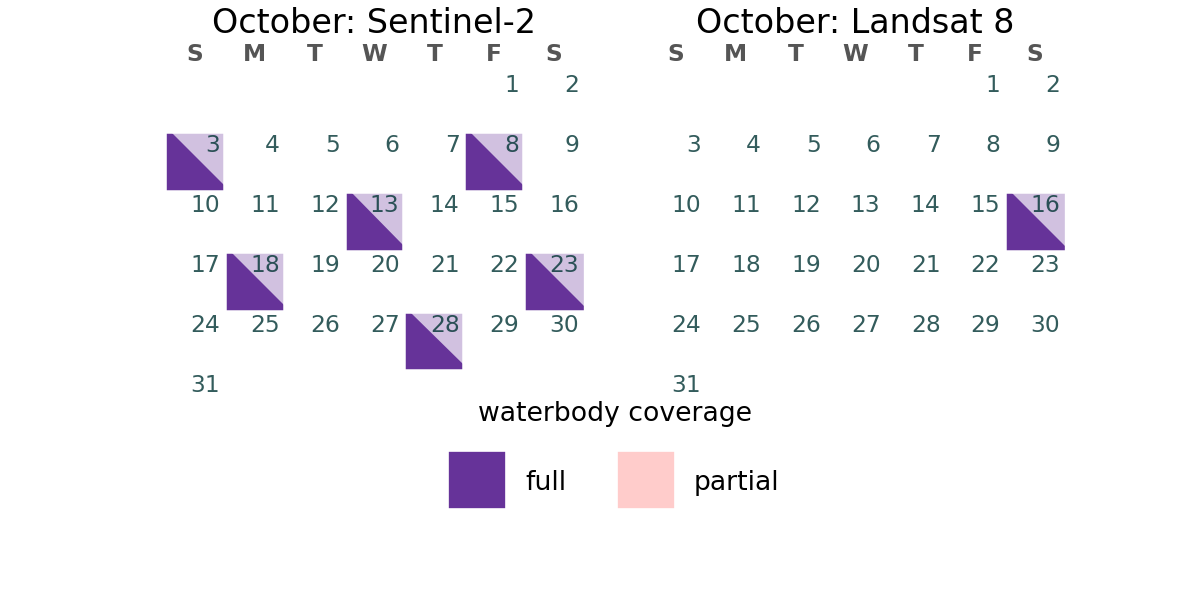 October: Sentinel-2
S M T W T F S
1 2
3 4 5 6 7 8 9
10 11 12 13 14 15 16
17 18 19 20 21 22 23
24 25 26 27 28 29 30
31
October: Landsat 8
S M T W T F S
1 2
3 4 5 6 7 8 9
10 11 12 13 14 15 16
17 18 19 20 21 22 23
24 25 26 27 28 29 30
31
waterbody coverage
full
partial